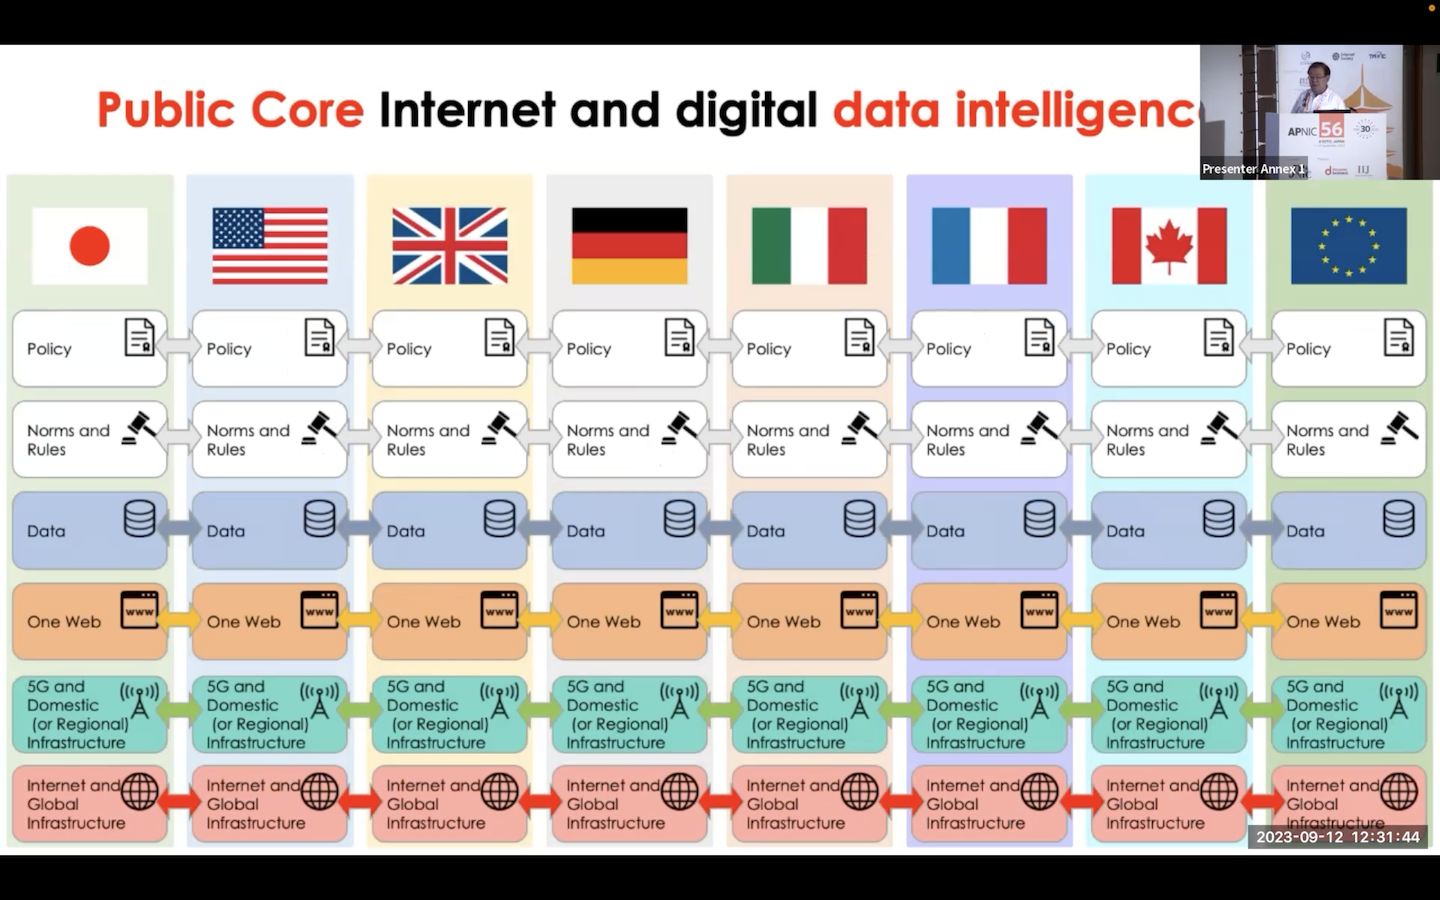 Public Core Internet and digital data intelligenc
APNIC 56
30
IIJ
Presenter Annex 1
Policy
Policy
Policy
Policy
Policy
Policy
Policy
Policy
Norms and
Rules
Norms and
Rules
Norms and
Rules
Norms and
Rules
Norms and
Rules
Norms and
Rules
Norms and
Rules
Norms and
Rules
Data
Data
Data
Data
Data
Data
Data
Data
One Web
www
One Web
www
One Web
www
One Web
www
One Web
www
One Web
www
One Web
www
One Web
www
5G and
Domestic
(or Regional)
Infrastructure
5G and
Domestic
(or Regional)
Infrastructure
5G and
Domestic
(or Regional)
Infrastructure
5G and
Domestic
(or Regional)
Infrastructure
5G and
Domestic
(or Regional)
Infrastructure
5G and
Domestic
(or Regional)
Infrastructure
5G and
Domestic
(or Regional)
Infrastructure
5G and
Domestic
(or Regional)
Infrastructure
Internet and
Global
Infrastructure
Internet and
Global
Infrastructure
Internet and
Global
Infrastructure
Internet and
Global
Infrastructure
Internet and
Global
Infrastructure
Internet and
Global
Infrastructure
Internet and
Global
Infrastructure
Internet and
Global
Infrastructure
2023-09-12 12:31:44